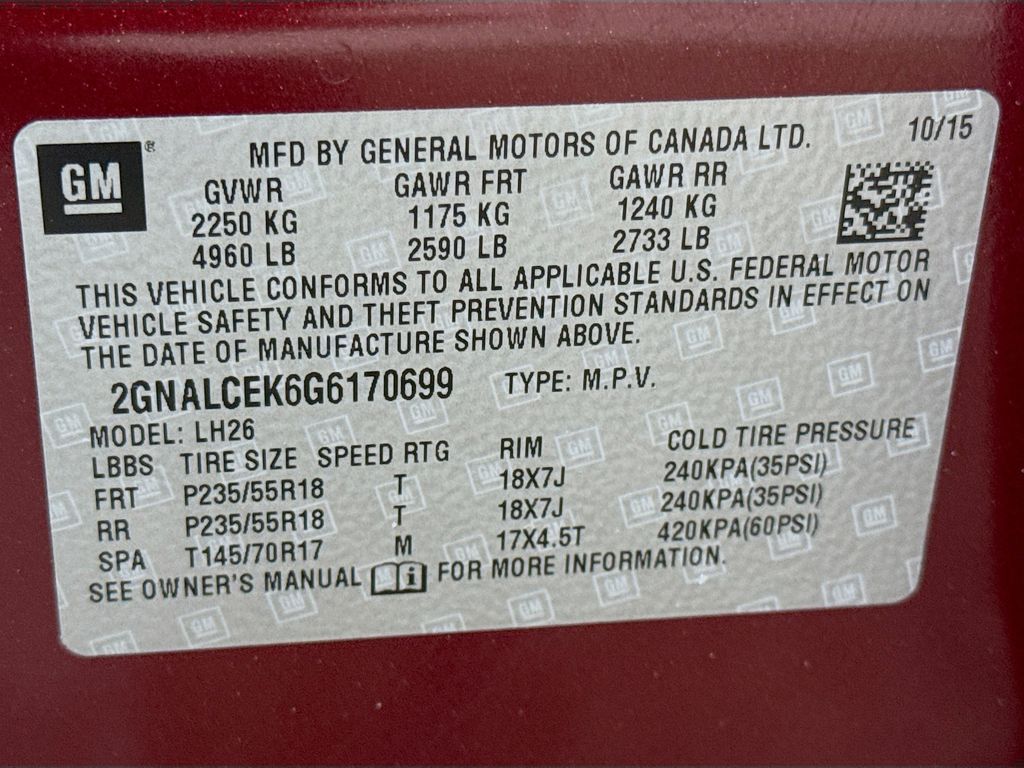 GM ® MFD BY GENERAL MOTORS OF CANADA LTD. 10/15
GVWR GAWR FRT GAWR RR
2250 KG 1175 KG 1240 KG
4960 LB 2590 LB 2733 LB
THIS VEHICLE CONFORMS TO ALL APPLICABLE U.S. FEDERAL MOTOR
VEHICLE SAFETY AND THEFT PREVENTION STANDARDS IN EFFECT ON
THE DATE OF MANUFACTURE SHOWN ABOVE.
2GNALCEK6G6170699 TYPE: M.P.V.
MODEL: LH26
LBBS TIRE SIZE SPEED RTG RIM COLD TIRE PRESSURE
FRT P235/55R18 T 18X7J 240KPA(35PSI)
RR P235/55R18 T 18X7J 240KPA(35PSI)
SPA T145/70R17 M 17X4.5T 420KPA(60PSI)
SEE OWNER'S MANUAL i FOR MORE INFORMATION.